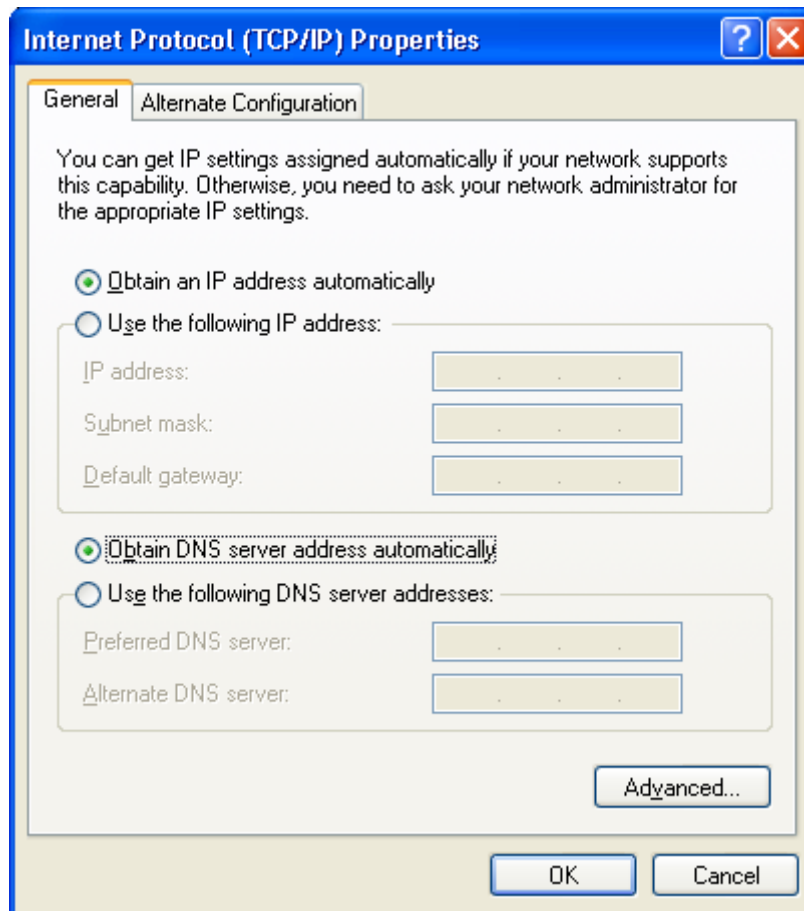 Internet Protocol (TCP/IP) Properties
General
Alternate Configuration
You can get IP settings assigned automatically if your network supports
this capability. Otherwise, you need to ask your network administrator for
the appropriate IP settings.
Obtain an IP address automatically
Use the following IP address:
IP address:
Subnet mask:
Default gateway:
Obtain DNS server address automatically
Use the following DNS server addresses:
Preferred DNS server:
Alternate DNS server:
Advanced...
OK
Cancel